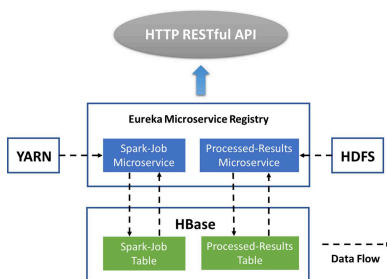 HTTP RESTful API
Eureka Microservice Registry
Spark-Job
Microservice
Processed-Results
Microservice
YARN
HDFS
HBase
Spark-Job
Table
Processed-Results
Table
Data Flow